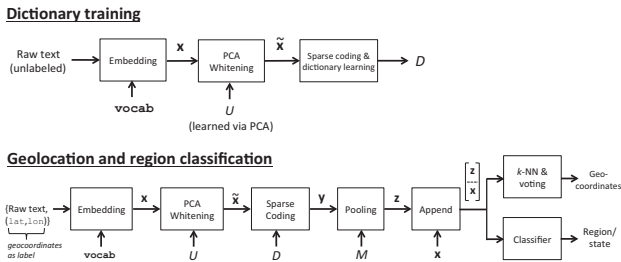 Dictionary training
Raw text
(unlabeled)
Embedding
x
PCA
Whitening
x̃
Sparse coding &
dictionary learning
D
vocab
U
(learned via PCA)
Geolocation and region classification
{Raw text,
(lat,lon)}
geocoordinates
as label
Embedding
x
PCA
Whitening
x̃
Sparse
Coding
y
Pooling
z
Append
z
x
k-NN &
voting
Geo-
coordinates
Classifier
Region/
state
vocab
U
D
M
x